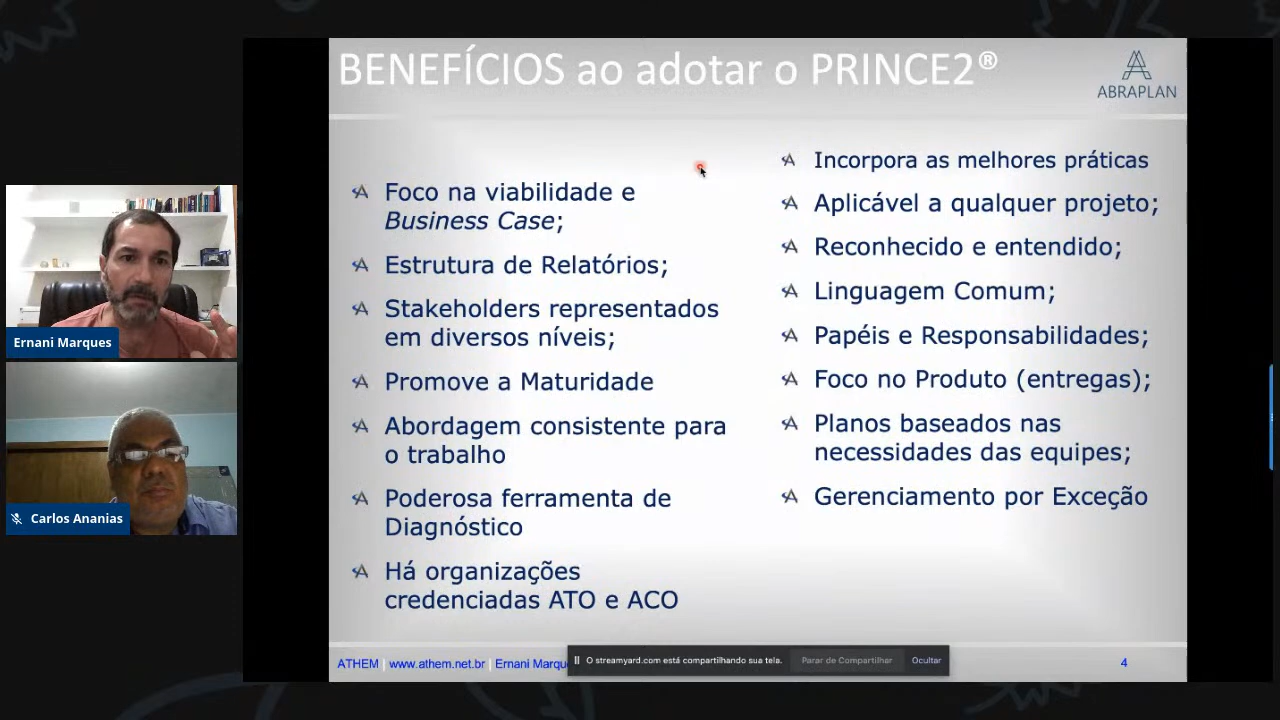 BENEFÍCIOS ao adotar o PRINCE2®
ABRAPLAN
Foco na viabilidade e
Business Case;
Estrutura de Relatórios;
Stakeholders representados
em diversos níveis;
Promove a Maturidade
Abordagem consistente para
o trabalho
Poderosa ferramenta de
Diagnóstico
Há organizações
credenciadas ATO e ACO
Incorpora as melhores práticas
Aplicável a qualquer projeto;
Reconhecido e entendido;
Linguagem Comum;
Papéis e Responsabilidades;
Foco no Produto (entregas);
Planos baseados nas
necessidades das equipes;
Gerenciamento por Exceção
Ernani Marques
Carlos Ananias
ATHEM | www.athem.net.br | Ernani Marqu
O streamyard.com está compartilhando sua tela. Parar de Compartilhar Ocultar
4